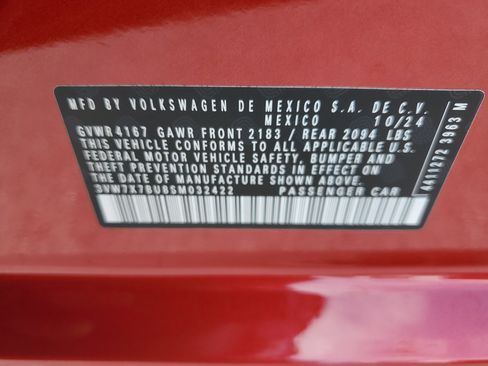 MFD BY VOLKSWAGEN DE MEXICO S.A. DE C.V.
MEXICO 10/24
GVWR 4167 GAWR FRONT 2183 / REAR 2094 LBS
THIS VEHICLE CONFORMS TO ALL APPLICABLE U.S.
FEDERAL MOTOR VEHICLE SAFETY, BUMPER, AND
THEFT PREVENTION STANDARDS IN EFFECT ON THE
DATE OF MANUFACTURE SHOWN ABOVE.
3VW7X7BU8SM032422 PASSENGER CAR